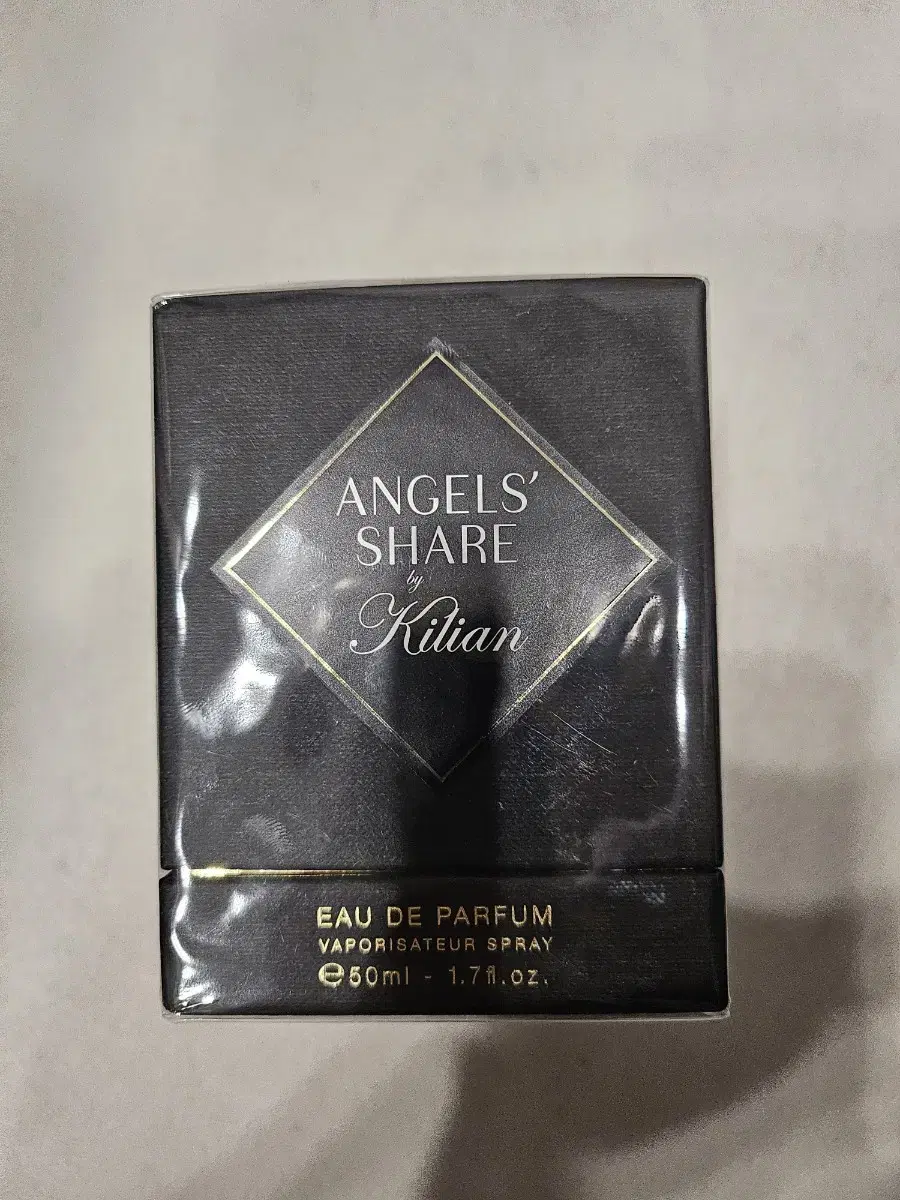 ANGELS'
SHARE
by
Kilian
EAU DE PARFUM
VAPORISATEUR SPRAY
℮50ml - 1.7fl.oz.